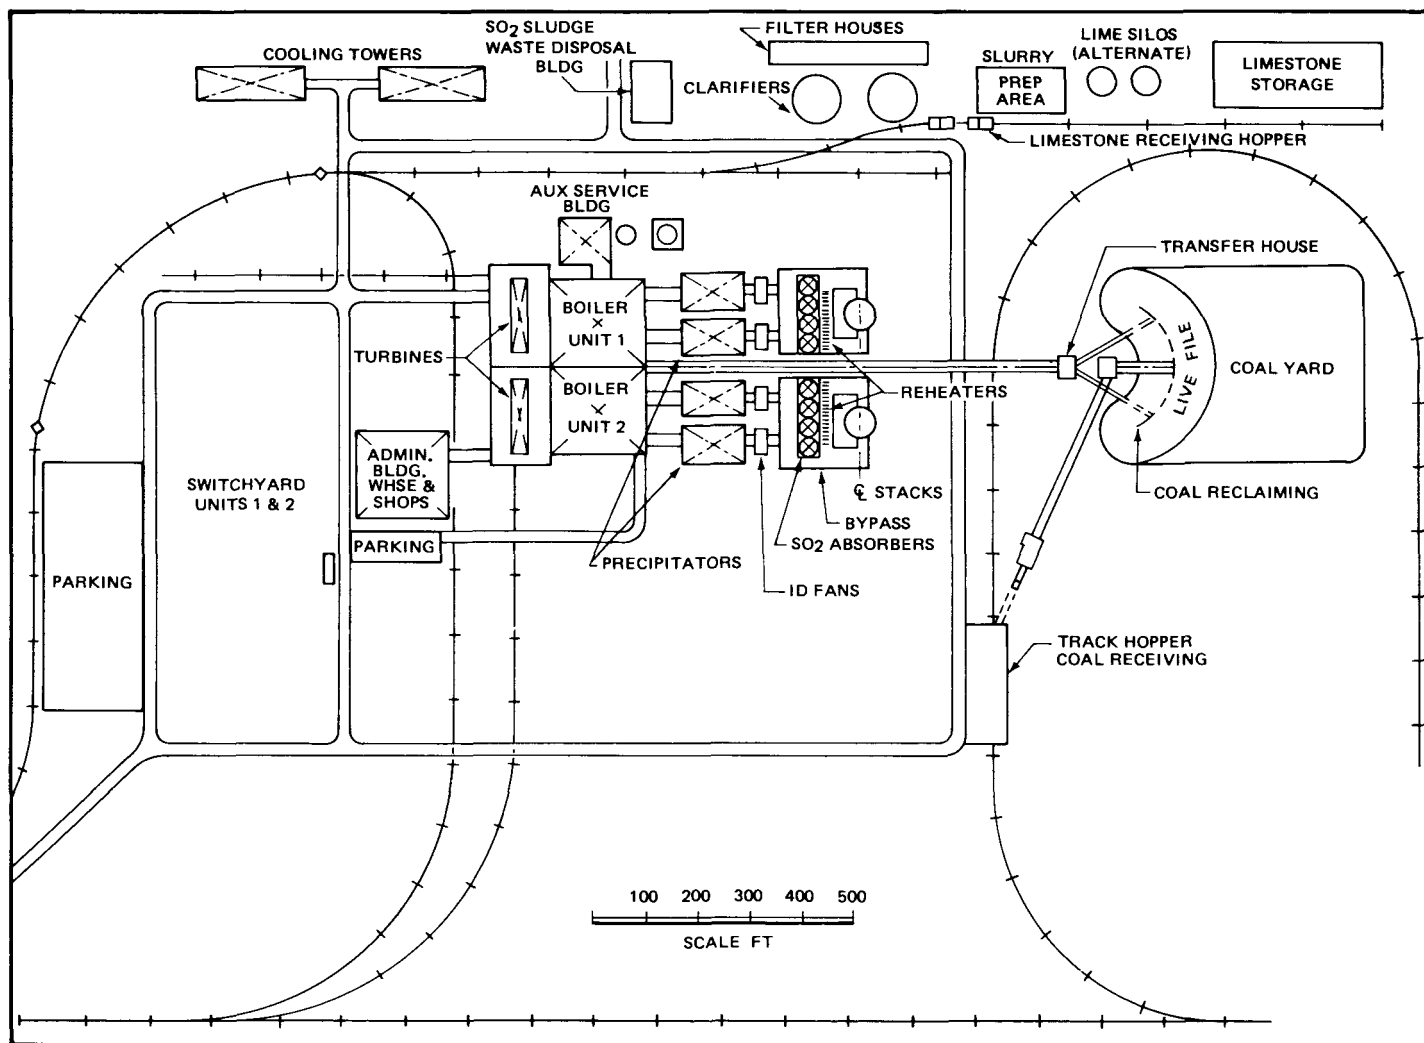 COOLING TOWERS
SO2 SLUDGE
WASTE DISPOSAL
BLDG
FILTER HOUSES
CLARIFIERS
SLURRY
PREP
AREA
LIME SILOS
(ALTERNATE)
LIMESTONE
STORAGE
LIMESTONE RECEIVING HOPPER
AUX SERVICE
BLDG
TRANSFER HOUSE
BOILER
UNIT 1
TURBINES
LIVE FILE
COAL YARD
BOILER
UNIT 2
REHEATERS
ADMIN.
BLDG.
WHSE &
SHOPS
SWITCHYARD
UNITS 1 & 2
℄ STACKS
COAL RECLAIMING
BYPASS
SO2 ABSORBERS
PARKING
PRECIPITATORS
PARKING
ID FANS
TRACK HOPPER
COAL RECEIVING
100 200 300 400 500
SCALE FT